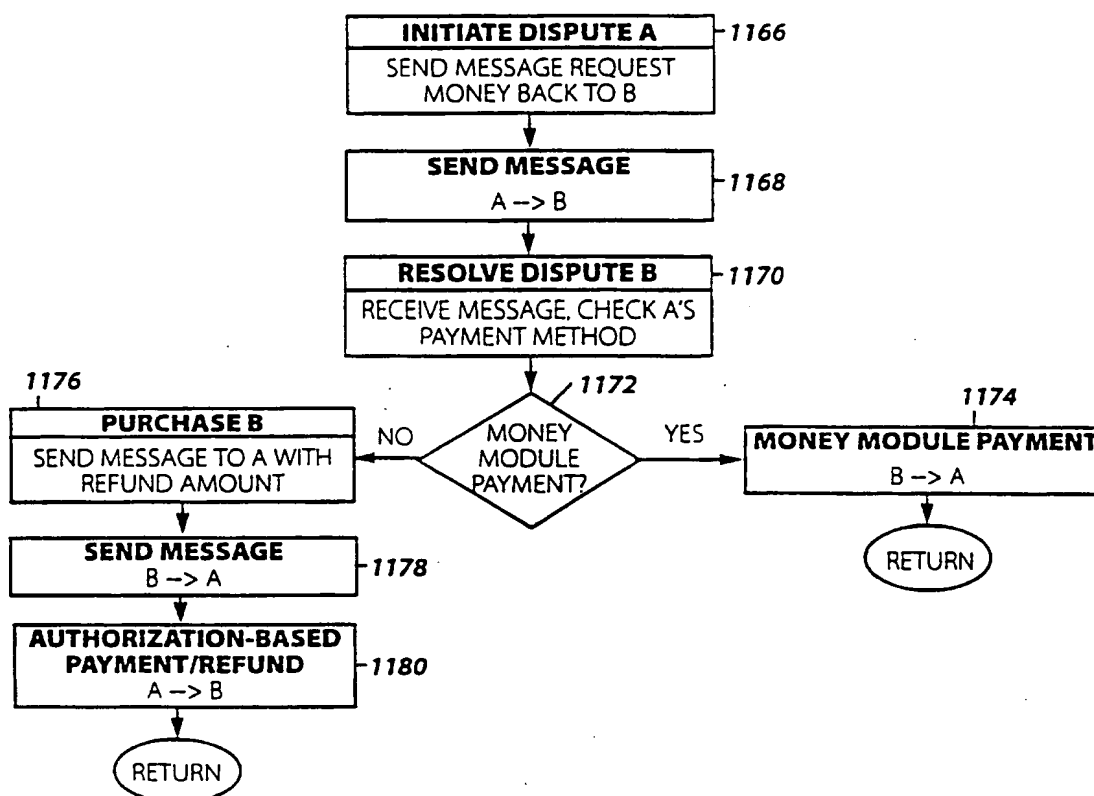 INITIATE DISPUTE A
1166
SEND MESSAGE REQUEST
MONEY BACK TO B
SEND MESSAGE
A --> B
1168
RESOLVE DISPUTE B
1170
RECEIVE MESSAGE, CHECK A'S
PAYMENT METHOD
1172
MONEY
MODULE
PAYMENT?
NO
YES
1176
PURCHASE B
SEND MESSAGE TO A WITH
REFUND AMOUNT
1174
MONEY MODULE PAYMENT
B --> A
RETURN
SEND MESSAGE
B --> A
1178
AUTHORIZATION-BASED
PAYMENT/REFUND
A --> B
1180
RETURN